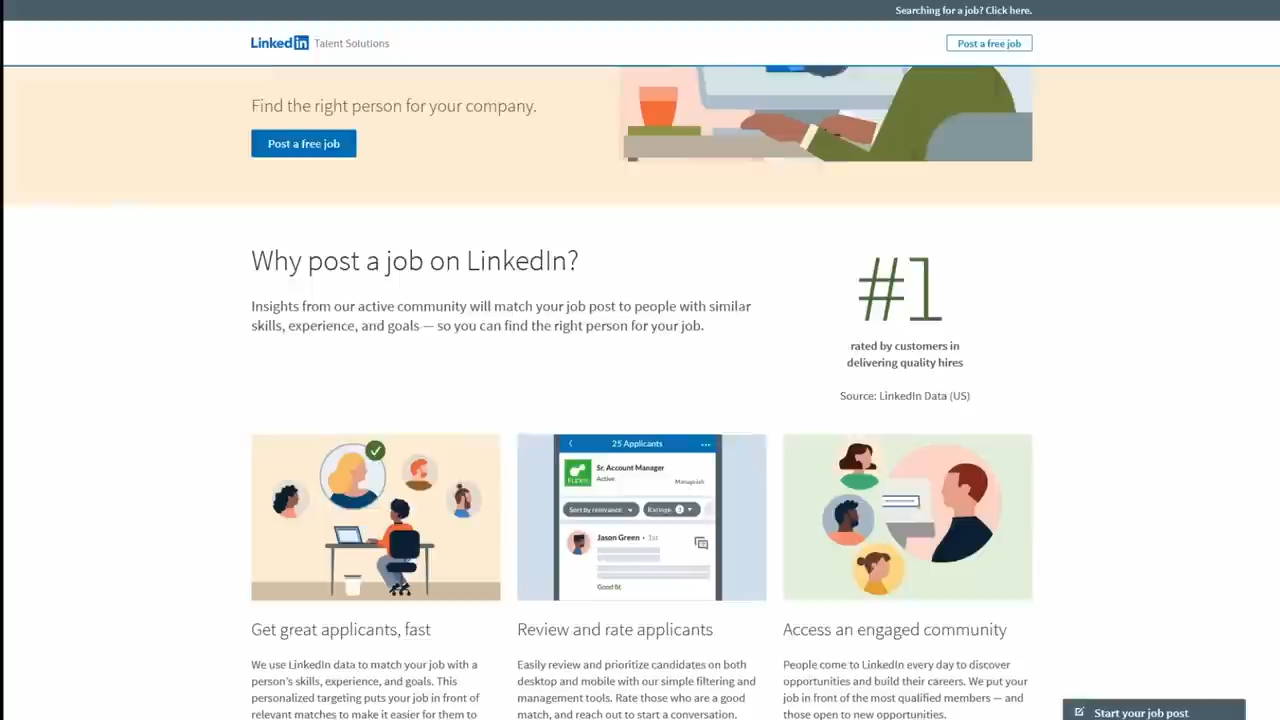 Searching for a job? Click here.
LinkedIn Talent Solutions
Post a free job
Find the right person for your company.
Post a free job
Why post a job on LinkedIn?
Insights from our active community will match your job post to people with similar
skills, experience, and goals — so you can find the right person for your job.
#1
rated by customers in
delivering quality hires
Source: LinkedIn Data (US)
25 Applicants
Sr. Account Manager
Active
Manage job
Sort by relevance
Ratings
Jason Green • 1st
Good fit
Get great applicants, fast
We use LinkedIn data to match your job with a
person's skills, experience, and goals. This
personalized targeting puts your job in front of
relevant matches to make it easier for them to
Review and rate applicants
Easily review and prioritize candidates on both
desktop and mobile with our simple filtering and
management tools. Rate those who are a good
match, and reach out to start a conversation.
Access an engaged community
People come to LinkedIn every day to discover
opportunities and build their careers. We put your
job in front of the most qualified members — and
those open to new opportunities.
Start your job post